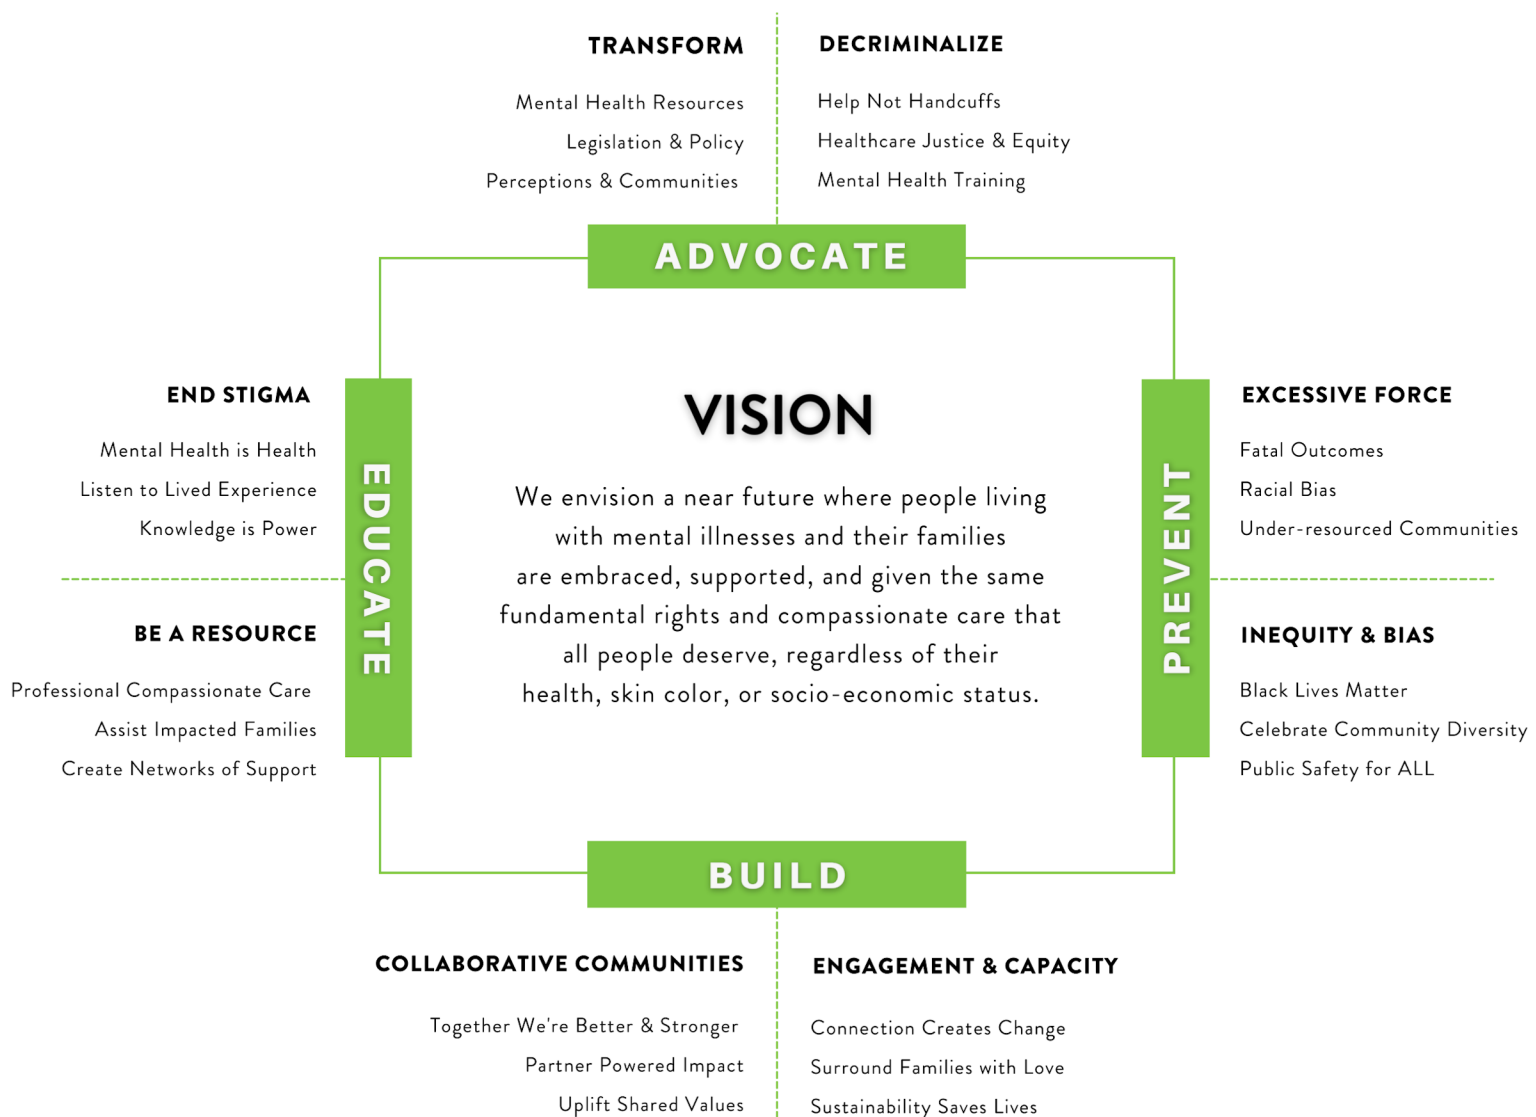 TRANSFORM
Mental Health Resources
Legislation & Policy
Perceptions & Communities
DECRIMINALIZE
Help Not Handcuffs
Healthcare Justice & Equity
Mental Health Training
ADVOCATE
END STIGMA
Mental Health is Health
Listen to Lived Experience
Knowledge is Power
BE A RESOURCE
Professional Compassionate Care
Assist Impacted Families
Create Networks of Support
EDUCATE
VISION
We envision a near future where people living
with mental illnesses and their families
are embraced, supported, and given the same
fundamental rights and compassionate care that
all people deserve, regardless of their
health, skin color, or socio-economic status.
PREVENT
EXCESSIVE FORCE
Fatal Outcomes
Racial Bias
Under-resourced Communities
INEQUITY & BIAS
Black Lives Matter
Celebrate Community Diversity
Public Safety for ALL
BUILD
COLLABORATIVE COMMUNITIES
Together We're Better & Stronger
Partner Powered Impact
Uplift Shared Values
ENGAGEMENT & CAPACITY
Connection Creates Change
Surround Families with Love
Sustainability Saves Lives